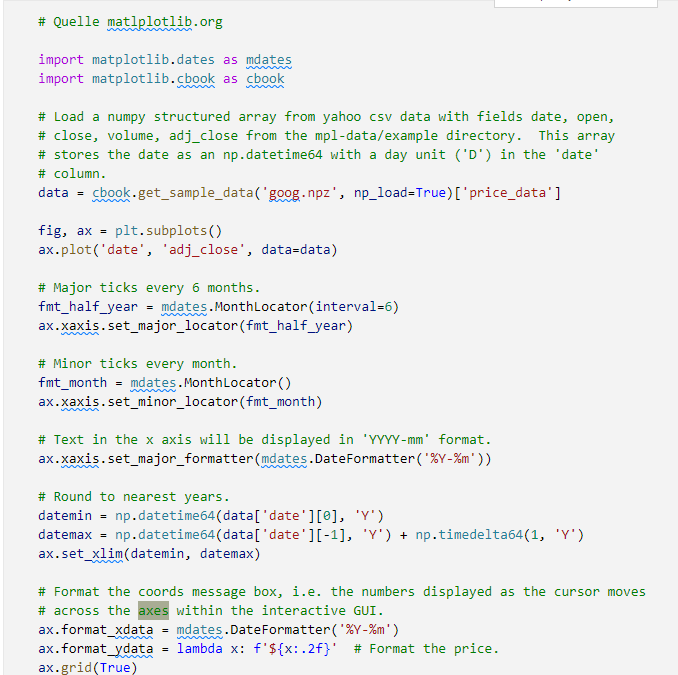 # Quelle matlplotlib.org
import matplotlib.dates as mdates
import matplotlib.cbook as cbook
# Load a numpy structured array from yahoo csv data with fields date, open,
# close, volume, adj_close from the mpl-data/example directory.  This array
# stores the date as an np.datetime64 with a day unit ('D') in the 'date'
# column.
data = cbook.get_sample_data('goog.npz', np_load=True)['price_data']
fig, ax = plt.subplots()
ax.plot('date', 'adj_close', data=data)
# Major ticks every 6 months.
fmt_half_year = mdates.MonthLocator(interval=6)
ax.xaxis.set_major_locator(fmt_half_year)
# Minor ticks every month.
fmt_month = mdates.MonthLocator()
ax.xaxis.set_minor_locator(fmt_month)
# Text in the x axis will be displayed in 'YYYY-mm' format.
ax.xaxis.set_major_formatter(mdates.DateFormatter('%Y-%m'))
# Round to nearest years.
datemin = np.datetime64(data['date'][0], 'Y')
datemax = np.datetime64(data['date'][-1], 'Y') + np.timedelta64(1, 'Y')
ax.set_xlim(datemin, datemax)
# Format the coords message box, i.e. the numbers displayed as the cursor moves
# across the axes within the interactive GUI.
ax.format_xdata = mdates.DateFormatter('%Y-%m')
ax.format_ydata = lambda x: f'${x:.2f}'  # Format the price.
ax.grid(True)